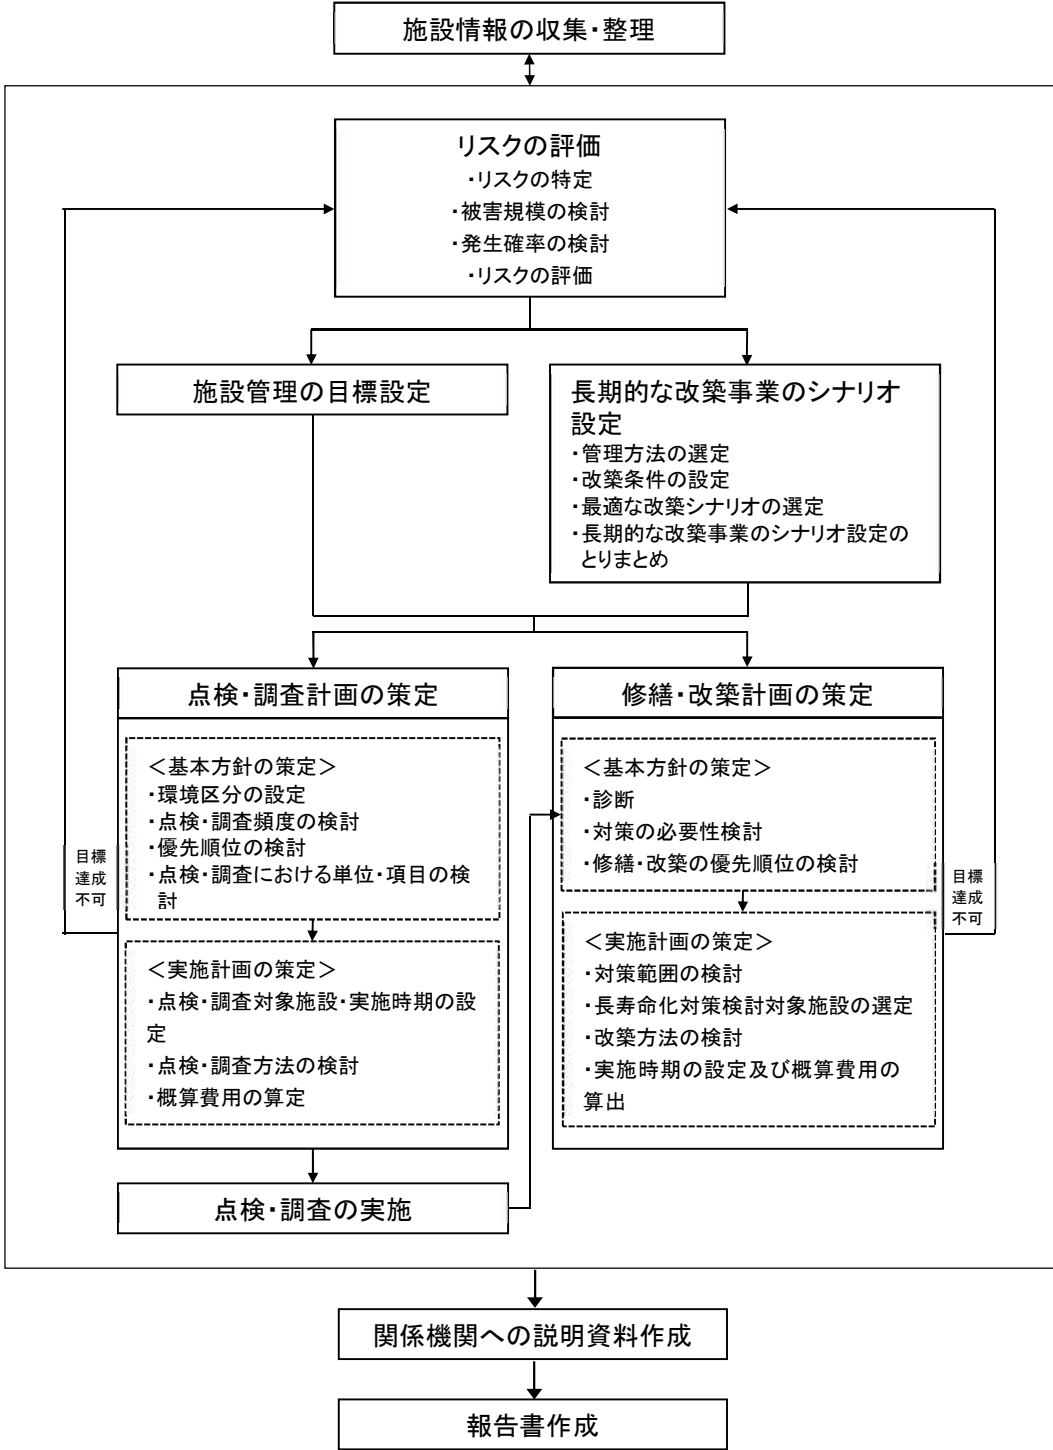 施設情報の収集・整理
リスクの評価
・リスクの特定
・被害規模の検討
・発生確率の検討
・リスクの評価
施設管理の目標設定
長期的な改築事業のシナリオ
設定
・管理方法の選定
・改築条件の設定
・最適な改築シナリオの選定
・長期的な改築事業のシナリオ設定の
とりまとめ
点検・調査計画の策定
＜基本方針の策定＞
・環境区分の設定
・点検・調査頻度の検討
・優先順位の検討
・点検・調査における単位・項目の検
討
＜実施計画の策定＞
・点検・調査対象施設・実施時期の設
定
・点検・調査方法の検討
・概算費用の算定
目標
達成
不可
点検・調査の実施
修繕・改築計画の策定
＜基本方針の策定＞
・診断
・対策の必要性検討
・修繕・改築の優先順位の検討
＜実施計画の策定＞
・対策範囲の検討
・長寿命化対策検討対象施設の選定
・改築方法の検討
・実施時期の設定及び概算費用の
算出
目標
達成
不可
関係機関への説明資料作成
報告書作成